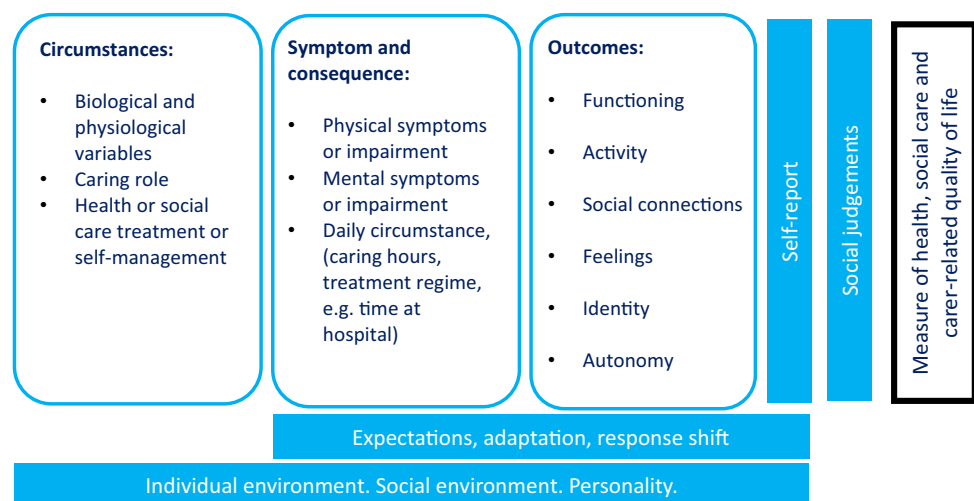 Circumstances:
• Biological and
physiological
variables
• Caring role
• Health or social
care treatment or
self-management
Symptom and
consequence:
• Physical symptoms
or impairment
• Mental symptoms
or impairment
• Daily circumstance,
(caring hours,
treatment regime,
e.g. time at
hospital)
Outcomes:
• Functioning
• Activity
• Social connections
• Feelings
• Identity
• Autonomy
Self-report
Social judgements
Measure of health, social care and
carer-related quality of life
Expectations, adaptation, response shift
Individual environment. Social environment. Personality.